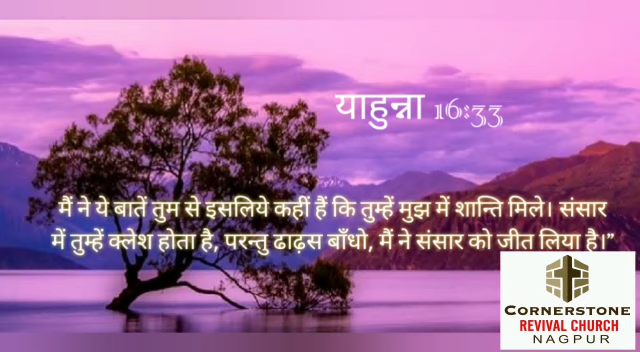 याहुन्ना 16:33
मैं ने ये बातें तुम से इसलिये कहीं हैं कि तुम्हें मुझ में शान्ति मिले। संसार
में तुम्हें क्लेश होता है, परन्तु ढाढ़स बाँधो, मैं ने संसार को जीत लिया है।”
CORNERSTONE
REVIVAL CHURCH
NAGPUR